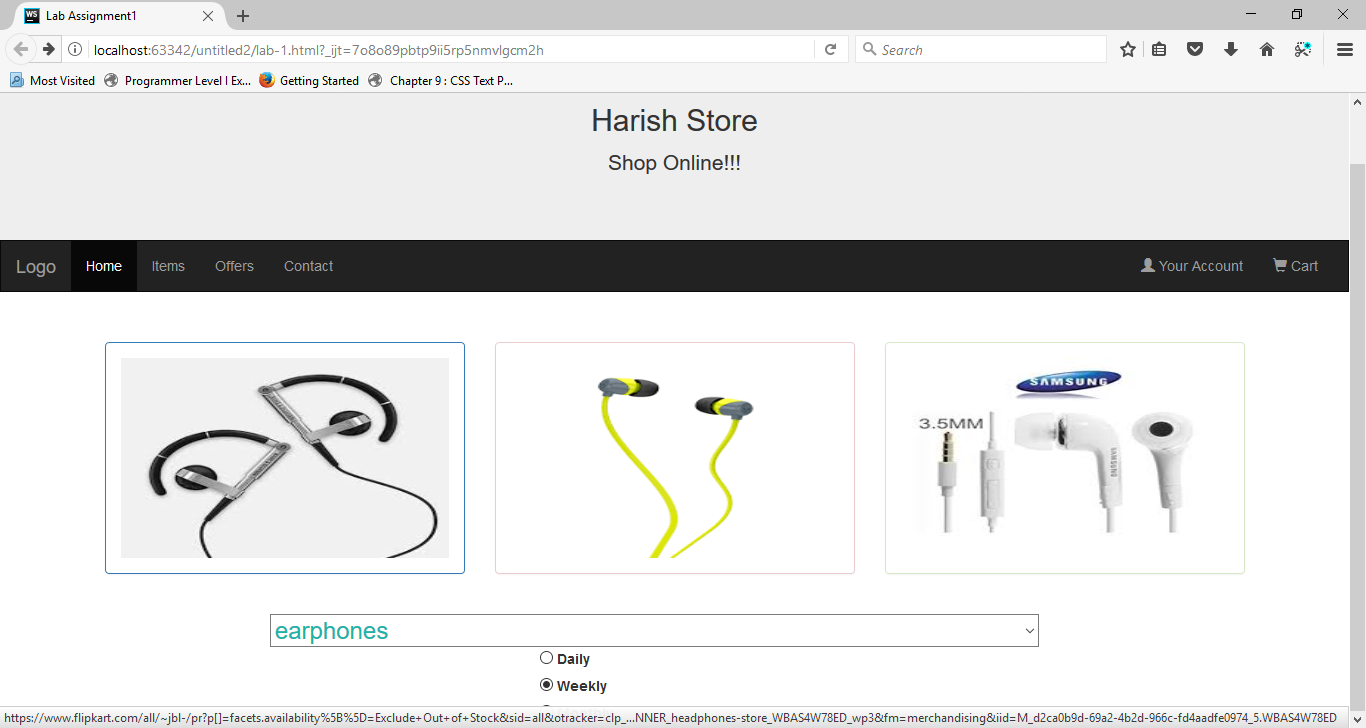 Lab Assignment1
localhost:63342/untitled2/lab-1.html?_ijt=7o8o89pbtp9ii5rp5nmvlgcm2h
Search
Most Visited Programmer Level I Ex... Getting Started Chapter 9 : CSS Text P...
Harish Store
Shop Online!!!
Logo Home Items Offers Contact Your Account Cart
SAMSUNG
3.5MM
SAMSUNG
earphones
Daily
Weekly
https://www.flipkart.com/all/~jbl-/pr?p[]=facets.availability%5B%5D=Exclude+Out+of+Stock&sid=all&otracker=clp_...NNER_headphones-store_WBAS4W78ED_wp3&fm=merchandising&iid=M_d2ca0b9d-69a2-4b2d-966c-fd4aadfe0974_5.WBAS4W78ED